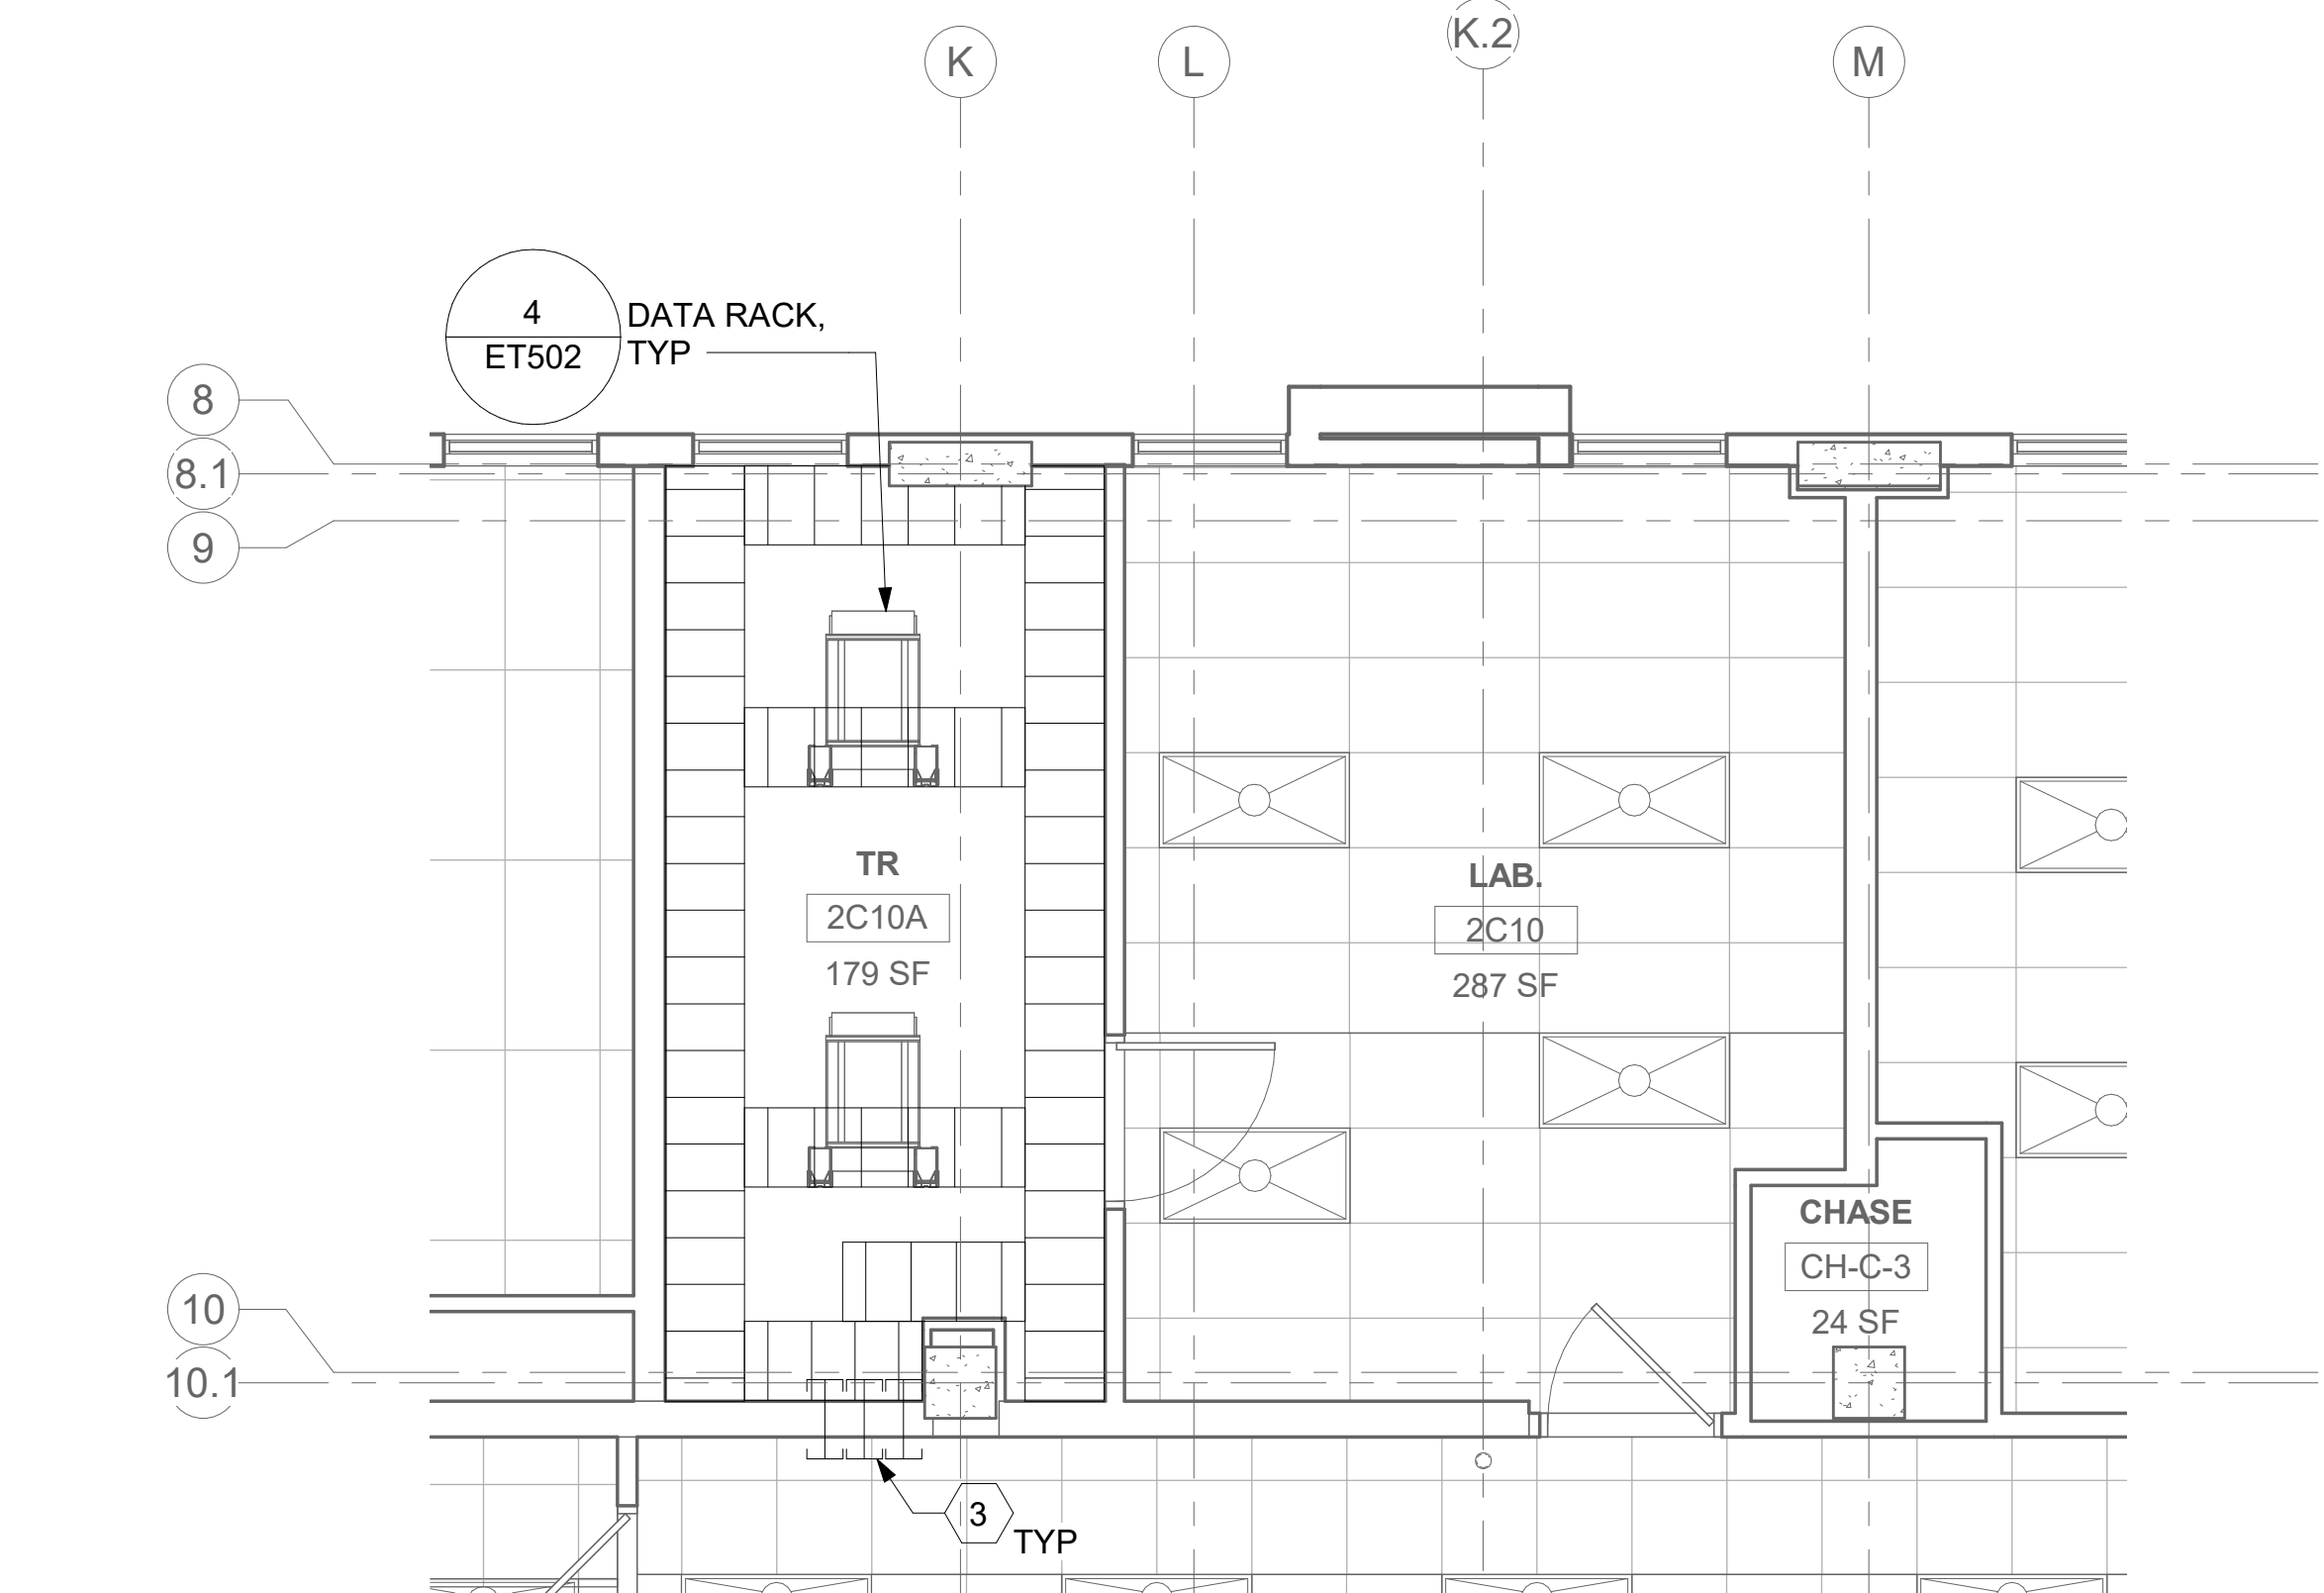 K.2
K
L
M
4
ET502
DATA RACK,
TYP
8
8.1
9
TR
2C10A
179 SF
LAB.
2C10
287 SF
CHASE
CH-C-3
24 SF
10
10.1
3
TYP